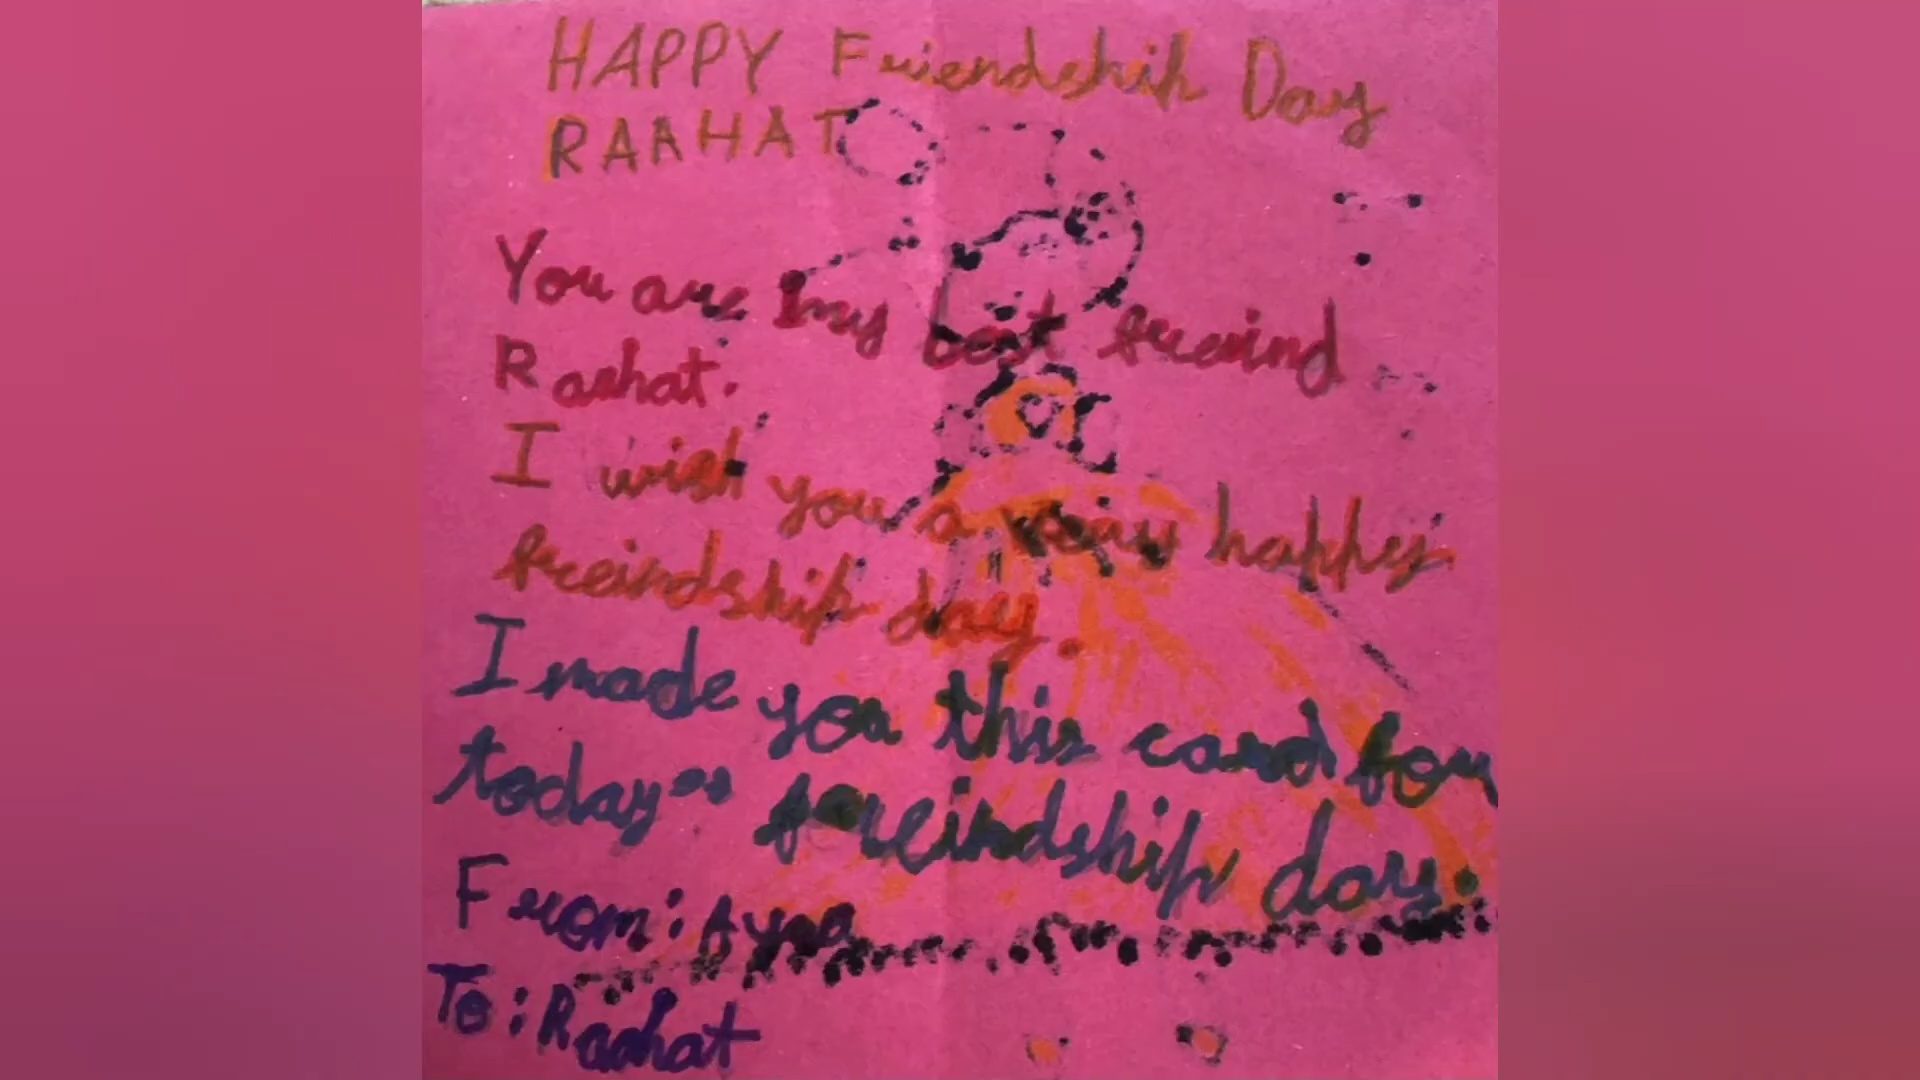 HAPPY Friendship Day
RAAHAT
You are my best freind
Raahat.
I wish you a very happy
freindship day.
I made you this card for
today" freindship day.
From: Ayra
To: Raahat